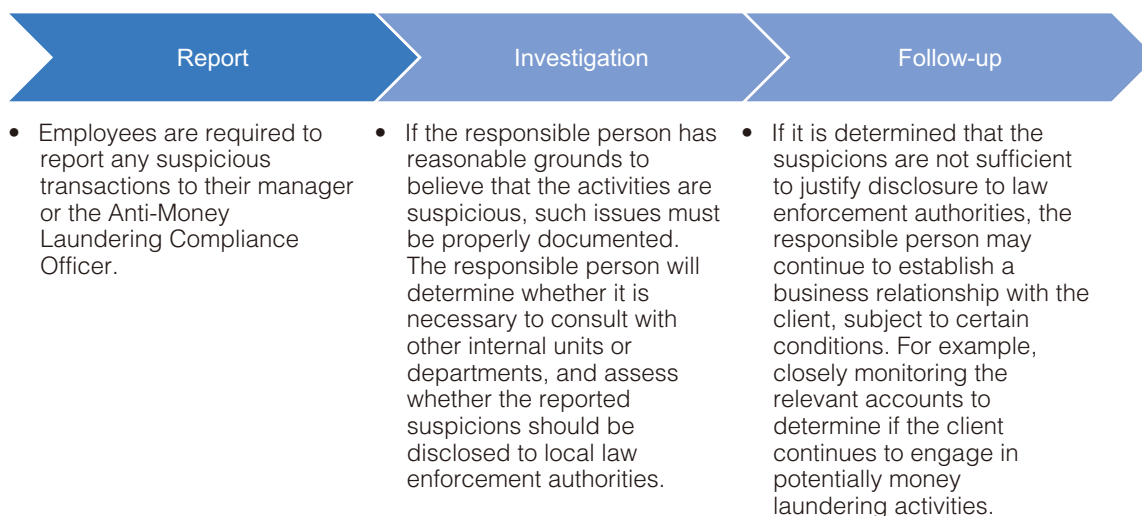 Report
Investigation
Follow-up
• Employees are required to
report any suspicious
transactions to their manager
or the Anti-Money
Laundering Compliance
Officer.
• If the responsible person has
reasonable grounds to
believe that the activities are
suspicious, such issues must
be properly documented.
The responsible person will
determine whether it is
necessary to consult with
other internal units or
departments, and assess
whether the reported
suspicions should be
disclosed to local law
enforcement authorities.
• If it is determined that the
suspicions are not sufficient
to justify disclosure to law
enforcement authorities, the
responsible person may
continue to establish a
business relationship with the
client, subject to certain
conditions. For example,
closely monitoring the
relevant accounts to
determine if the client
continues to engage in
potentially money
laundering activities.